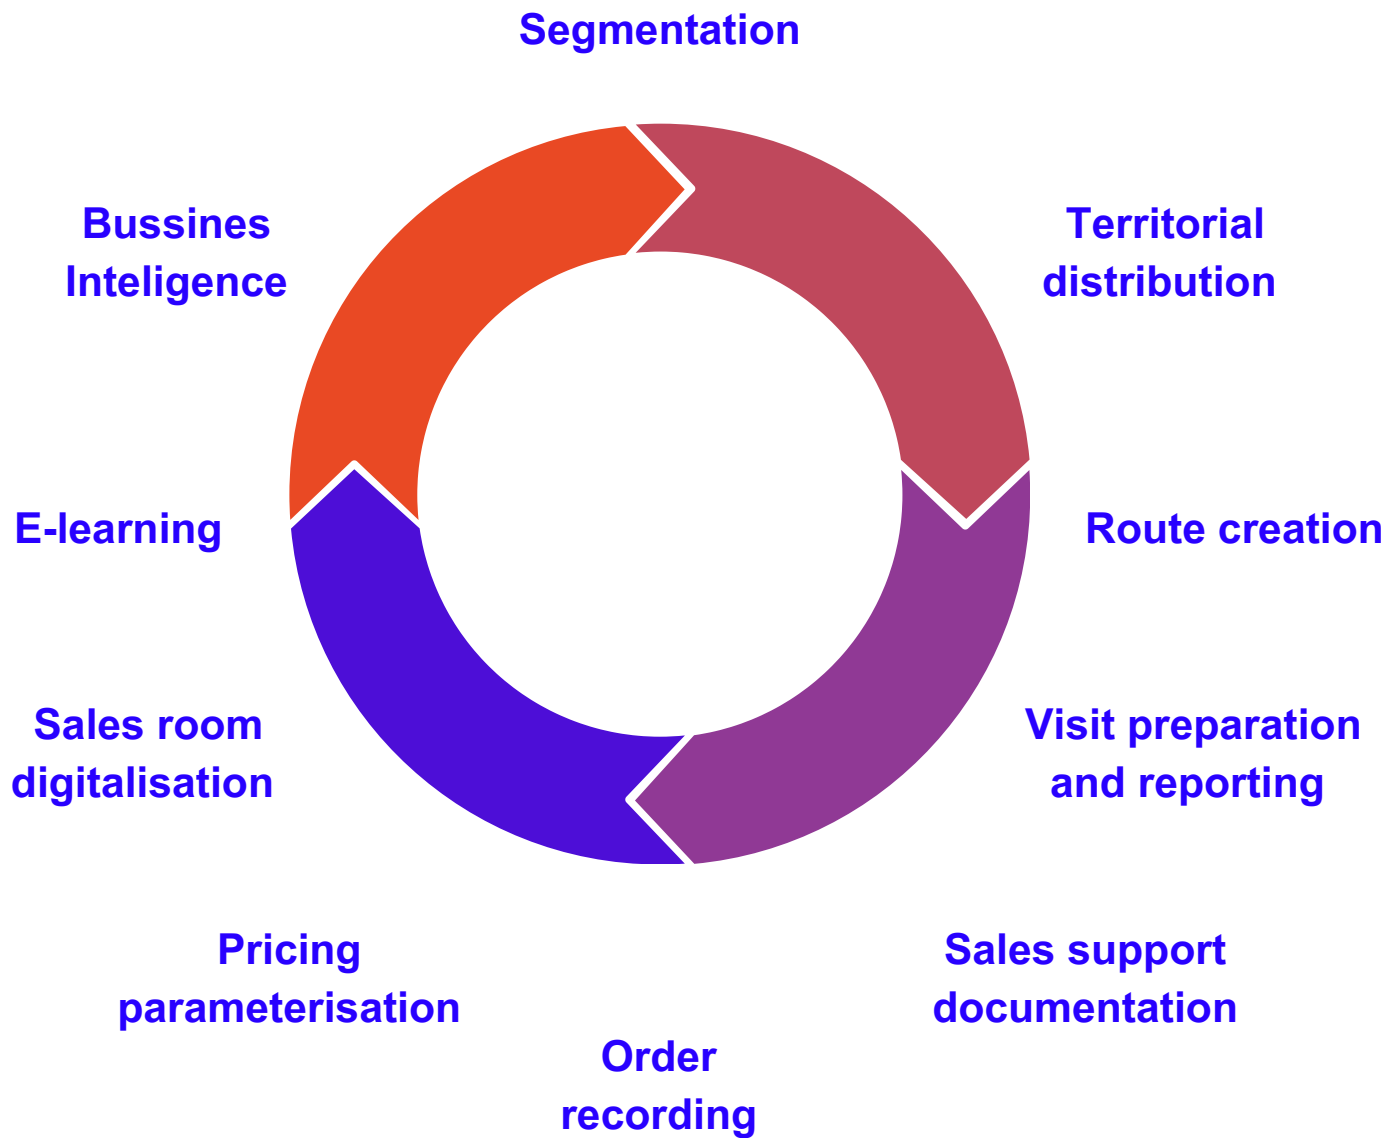 Segmentation
Bussines
Inteligence
Territorial
distribution
E-learning
Route creation
Sales room
digitalisation
Visit preparation
and reporting
Pricing
parameterisation
Sales support
documentation
Order
recording